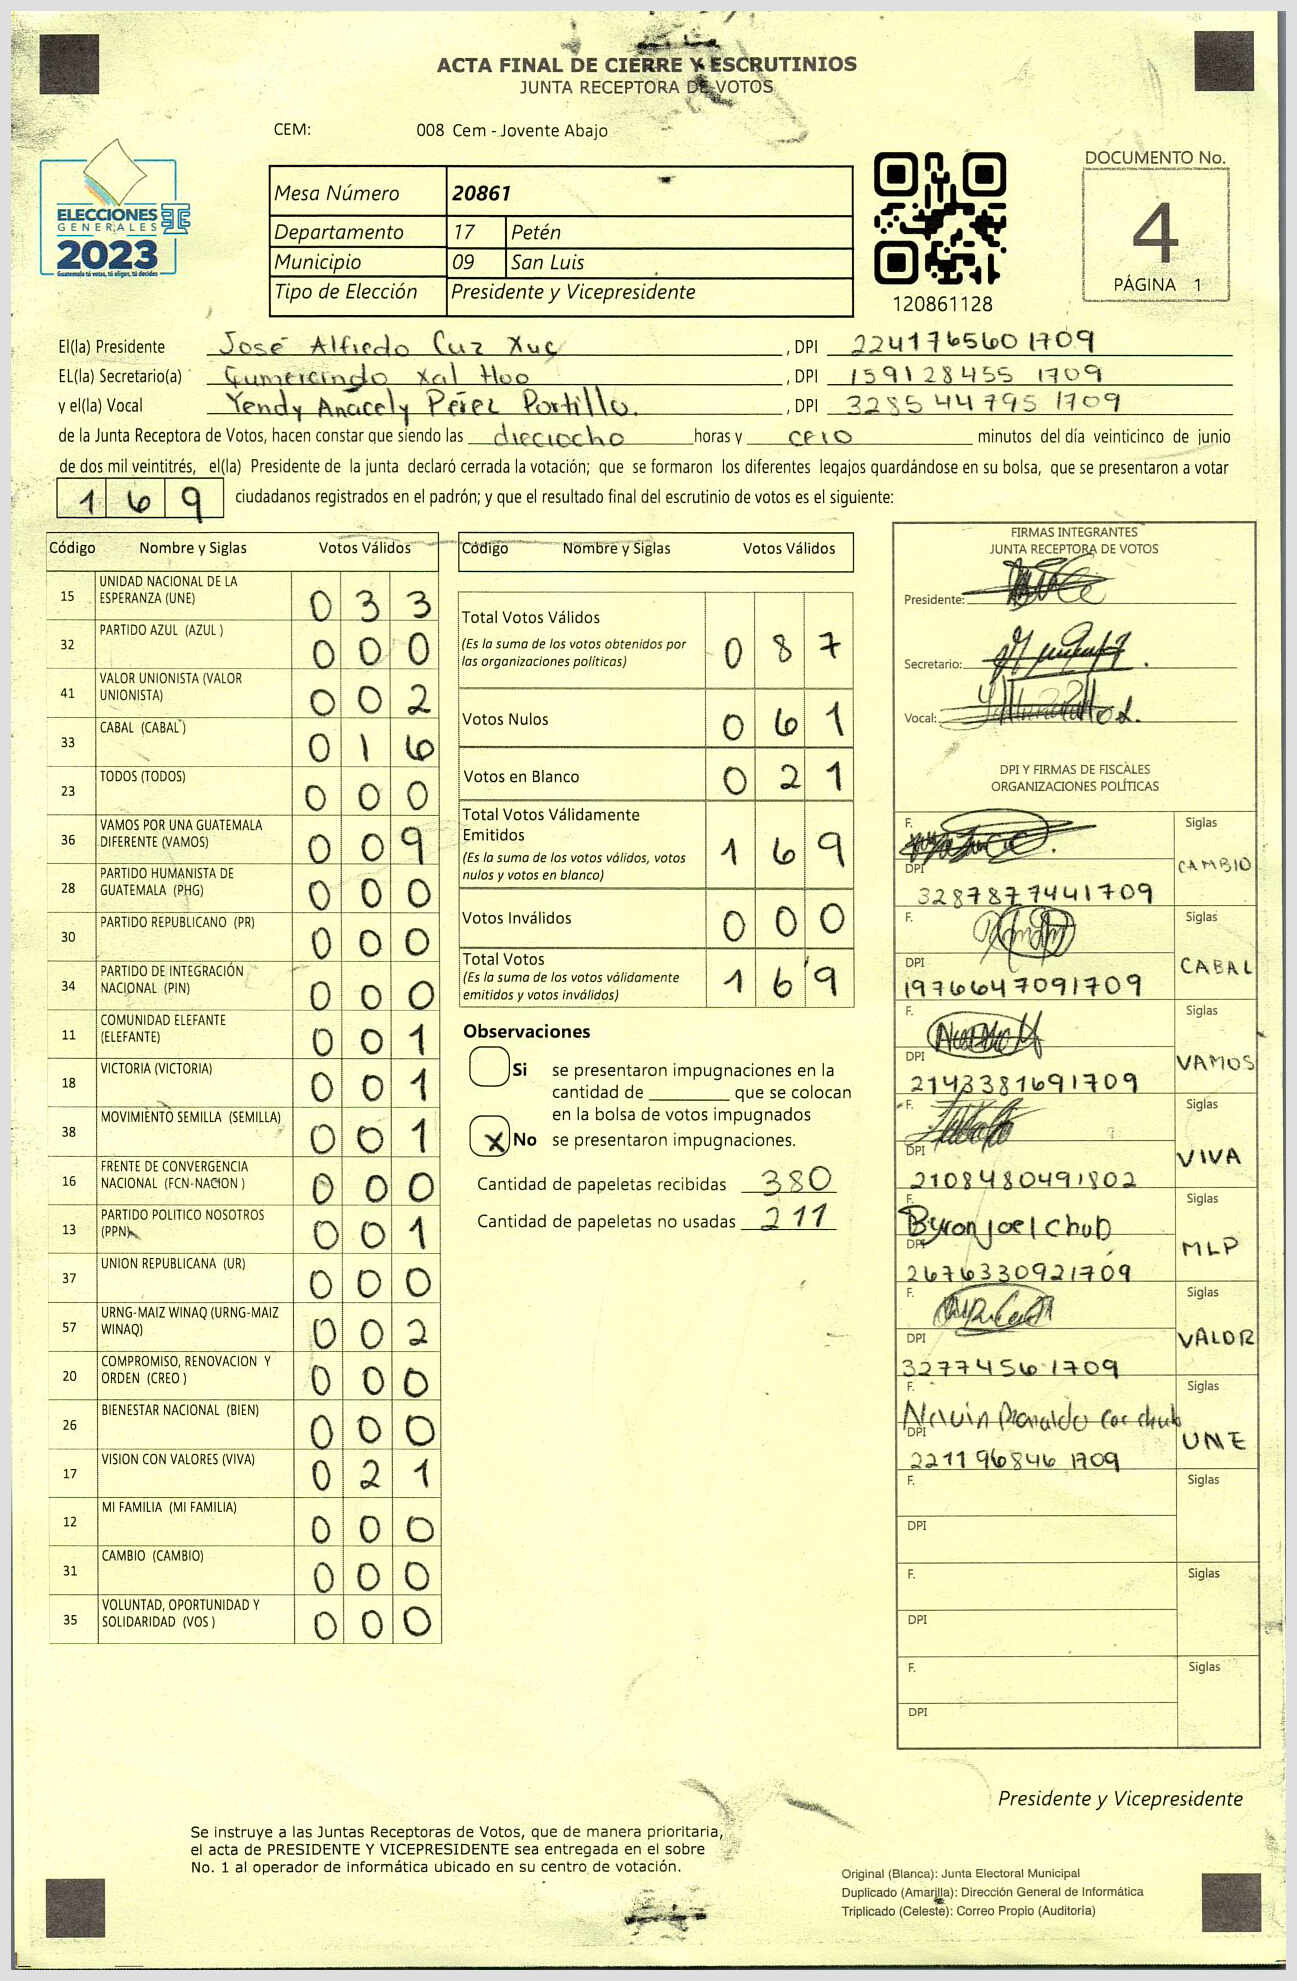 ACTA FINAL DE CIERRE Y ESCRUTINIOS
JUNTA RECEPTORA DE VOTOS
CEM: 008 Cem - Jovente Abajo
ELECCIONES
GENERALES
2023
Guatemala tú votas, tú eliges, tú decides
Mesa Número 20861
Departamento 17 Petén
Municipio 09 San Luis
Tipo de Elección Presidente y Vicepresidente
120861128
DOCUMENTO No.
4
PÁGINA 1
El(la) Presidente José Alfredo Cuz Xuc , DPI 2241765601709
EL(la) Secretario(a) Gumercindo Xal Hoo , DPI 159128455 1709
y el(la) Vocal Yendy Anacely Pérez Portillo. , DPI 3285447951709
de la Junta Receptora de Votos, hacen constar que siendo las dieciocho horas y cero minutos del día veinticinco de junio
de dos mil veintitrés, el(la) Presidente de la junta declaró cerrada la votación; que se formaron los diferentes legajos guardándose en su bolsa, que se presentaron a votar
169 ciudadanos registrados en el padrón; y que el resultado final del escrutinio de votos es el siguiente:
Código Nombre y Siglas Votos Válidos
15 UNIDAD NACIONAL DE LA ESPERANZA (UNE) 0 3 3
32 PARTIDO AZUL (AZUL ) 0 0 0
41 VALOR UNIONISTA (VALOR UNIONISTA) 0 0 2
33 CABAL (CABAL ) 0 1 6
23 TODOS (TODOS) 0 0 0
36 VAMOS POR UNA GUATEMALA DIFERENTE (VAMOS) 0 0 9
28 PARTIDO HUMANISTA DE GUATEMALA (PHG) 0 0 0
30 PARTIDO REPUBLICANO (PR) 0 0 0
34 PARTIDO DE INTEGRACIÓN NACIONAL (PIN) 0 0 0
11 COMUNIDAD ELEFANTE (ELEFANTE) 0 0 1
18 VICTORIA (VICTORIA) 0 0 1
38 MOVIMIENTO SEMILLA (SEMILLA) 0 0 1
16 FRENTE DE CONVERGENCIA NACIONAL (FCN-NACION ) 0 0 0
13 PARTIDO POLITICO NOSOTROS (PPN) 0 0 1
37 UNION REPUBLICANA (UR) 0 0 0
57 URNG-MAIZ WINAQ (URNG-MAIZ WINAQ) 0 0 2
20 COMPROMISO, RENOVACION Y ORDEN (CREO ) 0 0 0
26 BIENESTAR NACIONAL (BIEN) 0 0 0
17 VISION CON VALORES (VIVA) 0 2 1
12 MI FAMILIA (MI FAMILIA) 0 0 0
31 CAMBIO (CAMBIO) 0 0 0
35 VOLUNTAD, OPORTUNIDAD Y SOLIDARIDAD (VOS ) 0 0 0
Código Nombre y Siglas Votos Válidos
Total Votos Válidos 0 8 7
(Es la suma de los votos obtenidos por
las organizaciones políticas)
Votos Nulos 0 6 1
Votos en Blanco 0 2 1
Total Votos Válidamente
Emitidos 1 6 9
(Es la suma de los votos válidos, votos
nulos y votos en blanco)
Votos Inválidos 0 0 0
Total Votos 1 6 9
(Es la suma de los votos válidamente
emitidos y votos inválidos)
Observaciones
Si se presentaron impugnaciones en la
cantidad de ________ que se colocan
en la bolsa de votos impugnados
X No se presentaron impugnaciones.
Cantidad de papeletas recibidas 380
Cantidad de papeletas no usadas 211
FIRMAS INTEGRANTES
JUNTA RECEPTORA DE VOTOS
Presidente:
Secretario:
Vocal:
DPI Y FIRMAS DE FISCALES
ORGANIZACIONES POLÍTICAS
F. Siglas
CAMBIO
DPI
3287877441709
F. Siglas
CABAL
DPI
1976647091709
F. Siglas
VAMOS
DPI
2143381691709
F. Siglas
VIVA
DPI
2108480491802
F. Siglas
Byron Joel Chub
MLP
DPI
2676330921709
F. Siglas
VALOR
DPI
32774561709
F. Siglas
Ronaldo Cac chub
UNE
DPI
2211968461709
F. Siglas
DPI
F. Siglas
DPI
F. Siglas
DPI
Presidente y Vicepresidente
Se instruye a las Juntas Receptoras de Votos, que de manera prioritaria,
el acta de PRESIDENTE Y VICEPRESIDENTE sea entregada en el sobre
No. 1 al operador de informática ubicado en su centro de votación.
Original (Blanca): Junta Electoral Municipal
Duplicado (Amarilla): Dirección General de Informática
Triplicado (Celeste): Correo Propio (Auditoría)